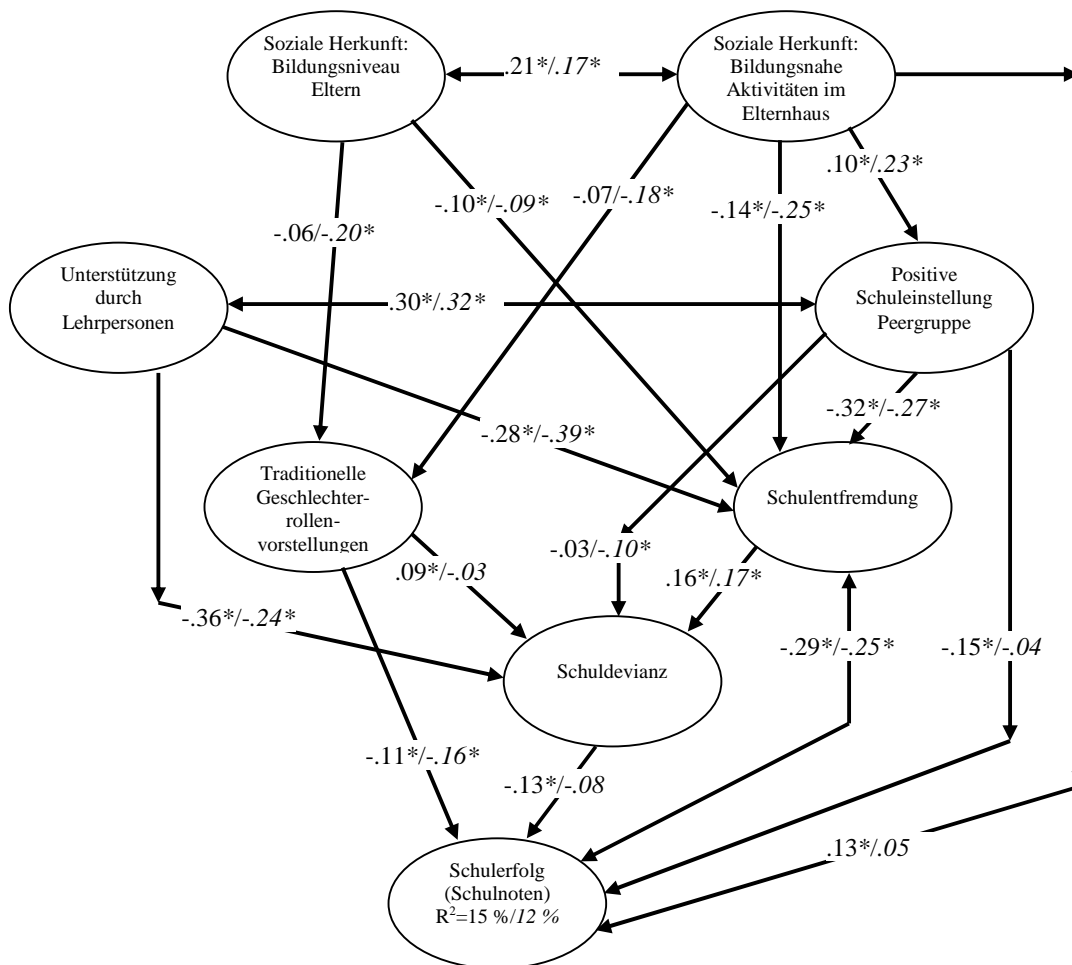 Soziale Herkunft:
Bildungsniveau
Eltern
.21*/.17*
Soziale Herkunft:
Bildungsnahe
Aktivitäten im
Elternhaus
.10*/.23*
-.07/-.18*
-.10*/-.09*
-.14*/-.25*
-.06/-.20*
Unterstützung
durch
Lehrpersonen
.30*/.32*
Positive
Schuleinstellung
Peergruppe
-.32*/-.27*
-.28*/-.39*
Traditionelle
Geschlechter-
rollen-
vorstellungen
Schulentfremdung
-.03/-.10*
.09*/-.03
.16*/.17*
-.36*/-.24*
-.29*/-.25*
-.15*/-.04
Schuldevianz
-.11*/-.16*
-.13*/-.08
.13*/.05
Schulerfolg
(Schulnoten)
R²=15 %/12 %